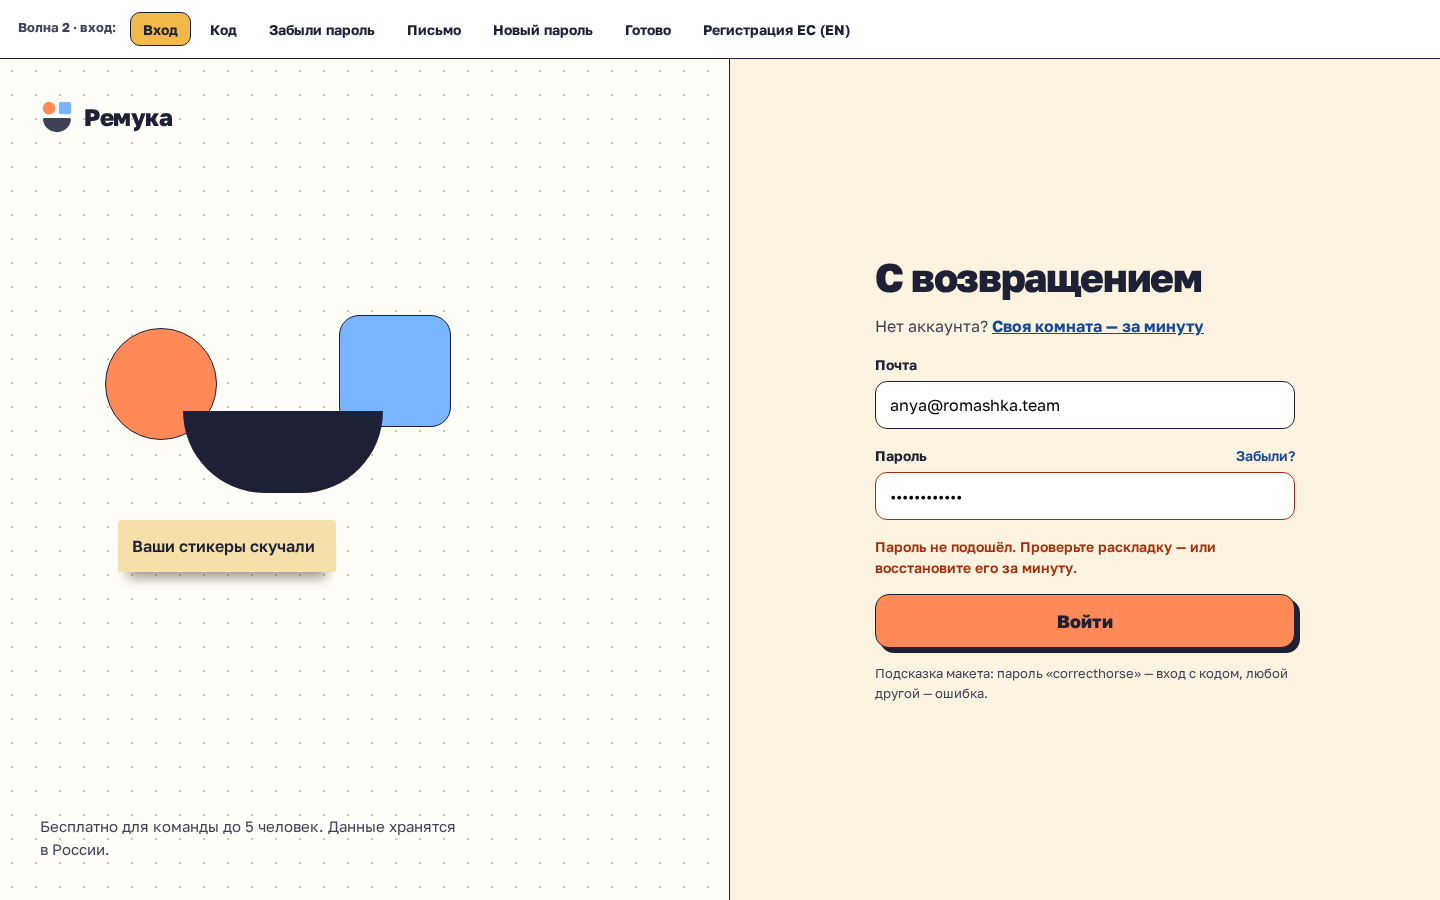 Волна 2 · вход:
Вход
Код
Забыли пароль
Письмо
Новый пароль
Готово
Регистрация ЕС (EN)
Ремука
Ваши стикеры скучали
Бесплатно для команды до 5 человек. Данные хранятся
в России.
С возвращением
Нет аккаунта? Своя комната — за минуту
Почта
anya@romashka.team
Пароль
Забыли?
••••••••••••
Пароль не подошёл. Проверьте раскладку — или
восстановите его за минуту.
Войти
Подсказка макета: пароль «correcthorse» — вход с кодом, любой
другой — ошибка.